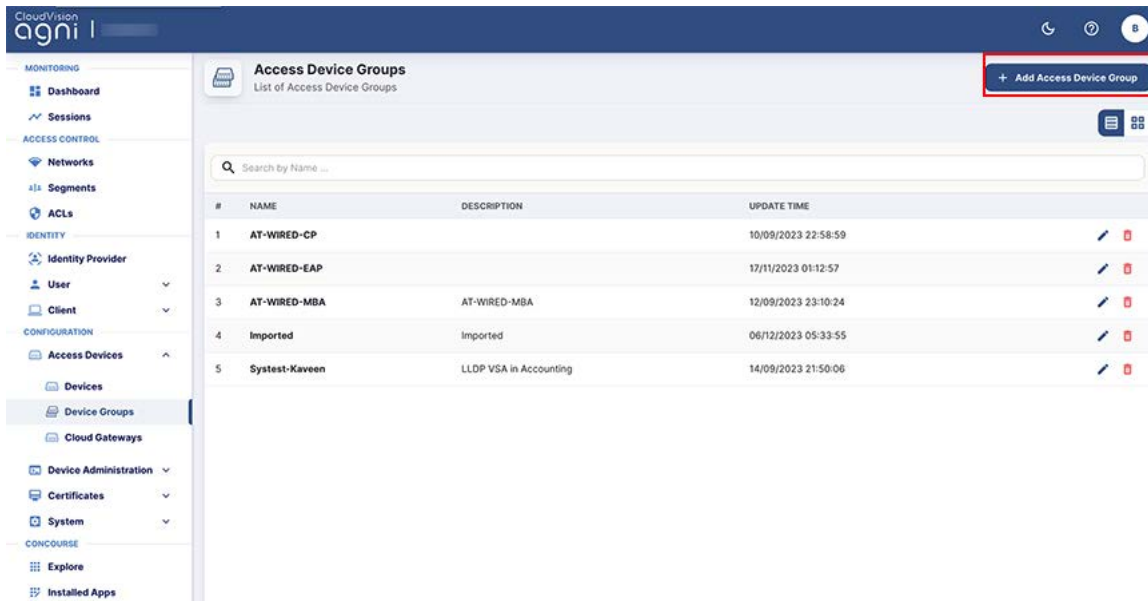 CloudVision
agni
B
MONITORING
Dashboard
Sessions
ACCESS CONTROL
Networks
Segments
ACLs
IDENTITY
Identity Provider
User
Client
CONFIGURATION
Access Devices
Devices
Device Groups
Cloud Gateways
Device Administration
Certificates
System
CONCOURSE
Explore
Installed Apps
Access Device Groups
List of Access Device Groups
+ Add Access Device Group
Search by Name ...
# NAME DESCRIPTION UPDATE TIME
1 AT-WIRED-CP 10/09/2023 22:58:59
2 AT-WIRED-EAP 17/11/2023 01:12:57
3 AT-WIRED-MBA AT-WIRED-MBA 12/09/2023 23:10:24
4 Imported Imported 06/12/2023 05:33:55
5 Systest-Kaveen LLDP VSA in Accounting 14/09/2023 21:50:06